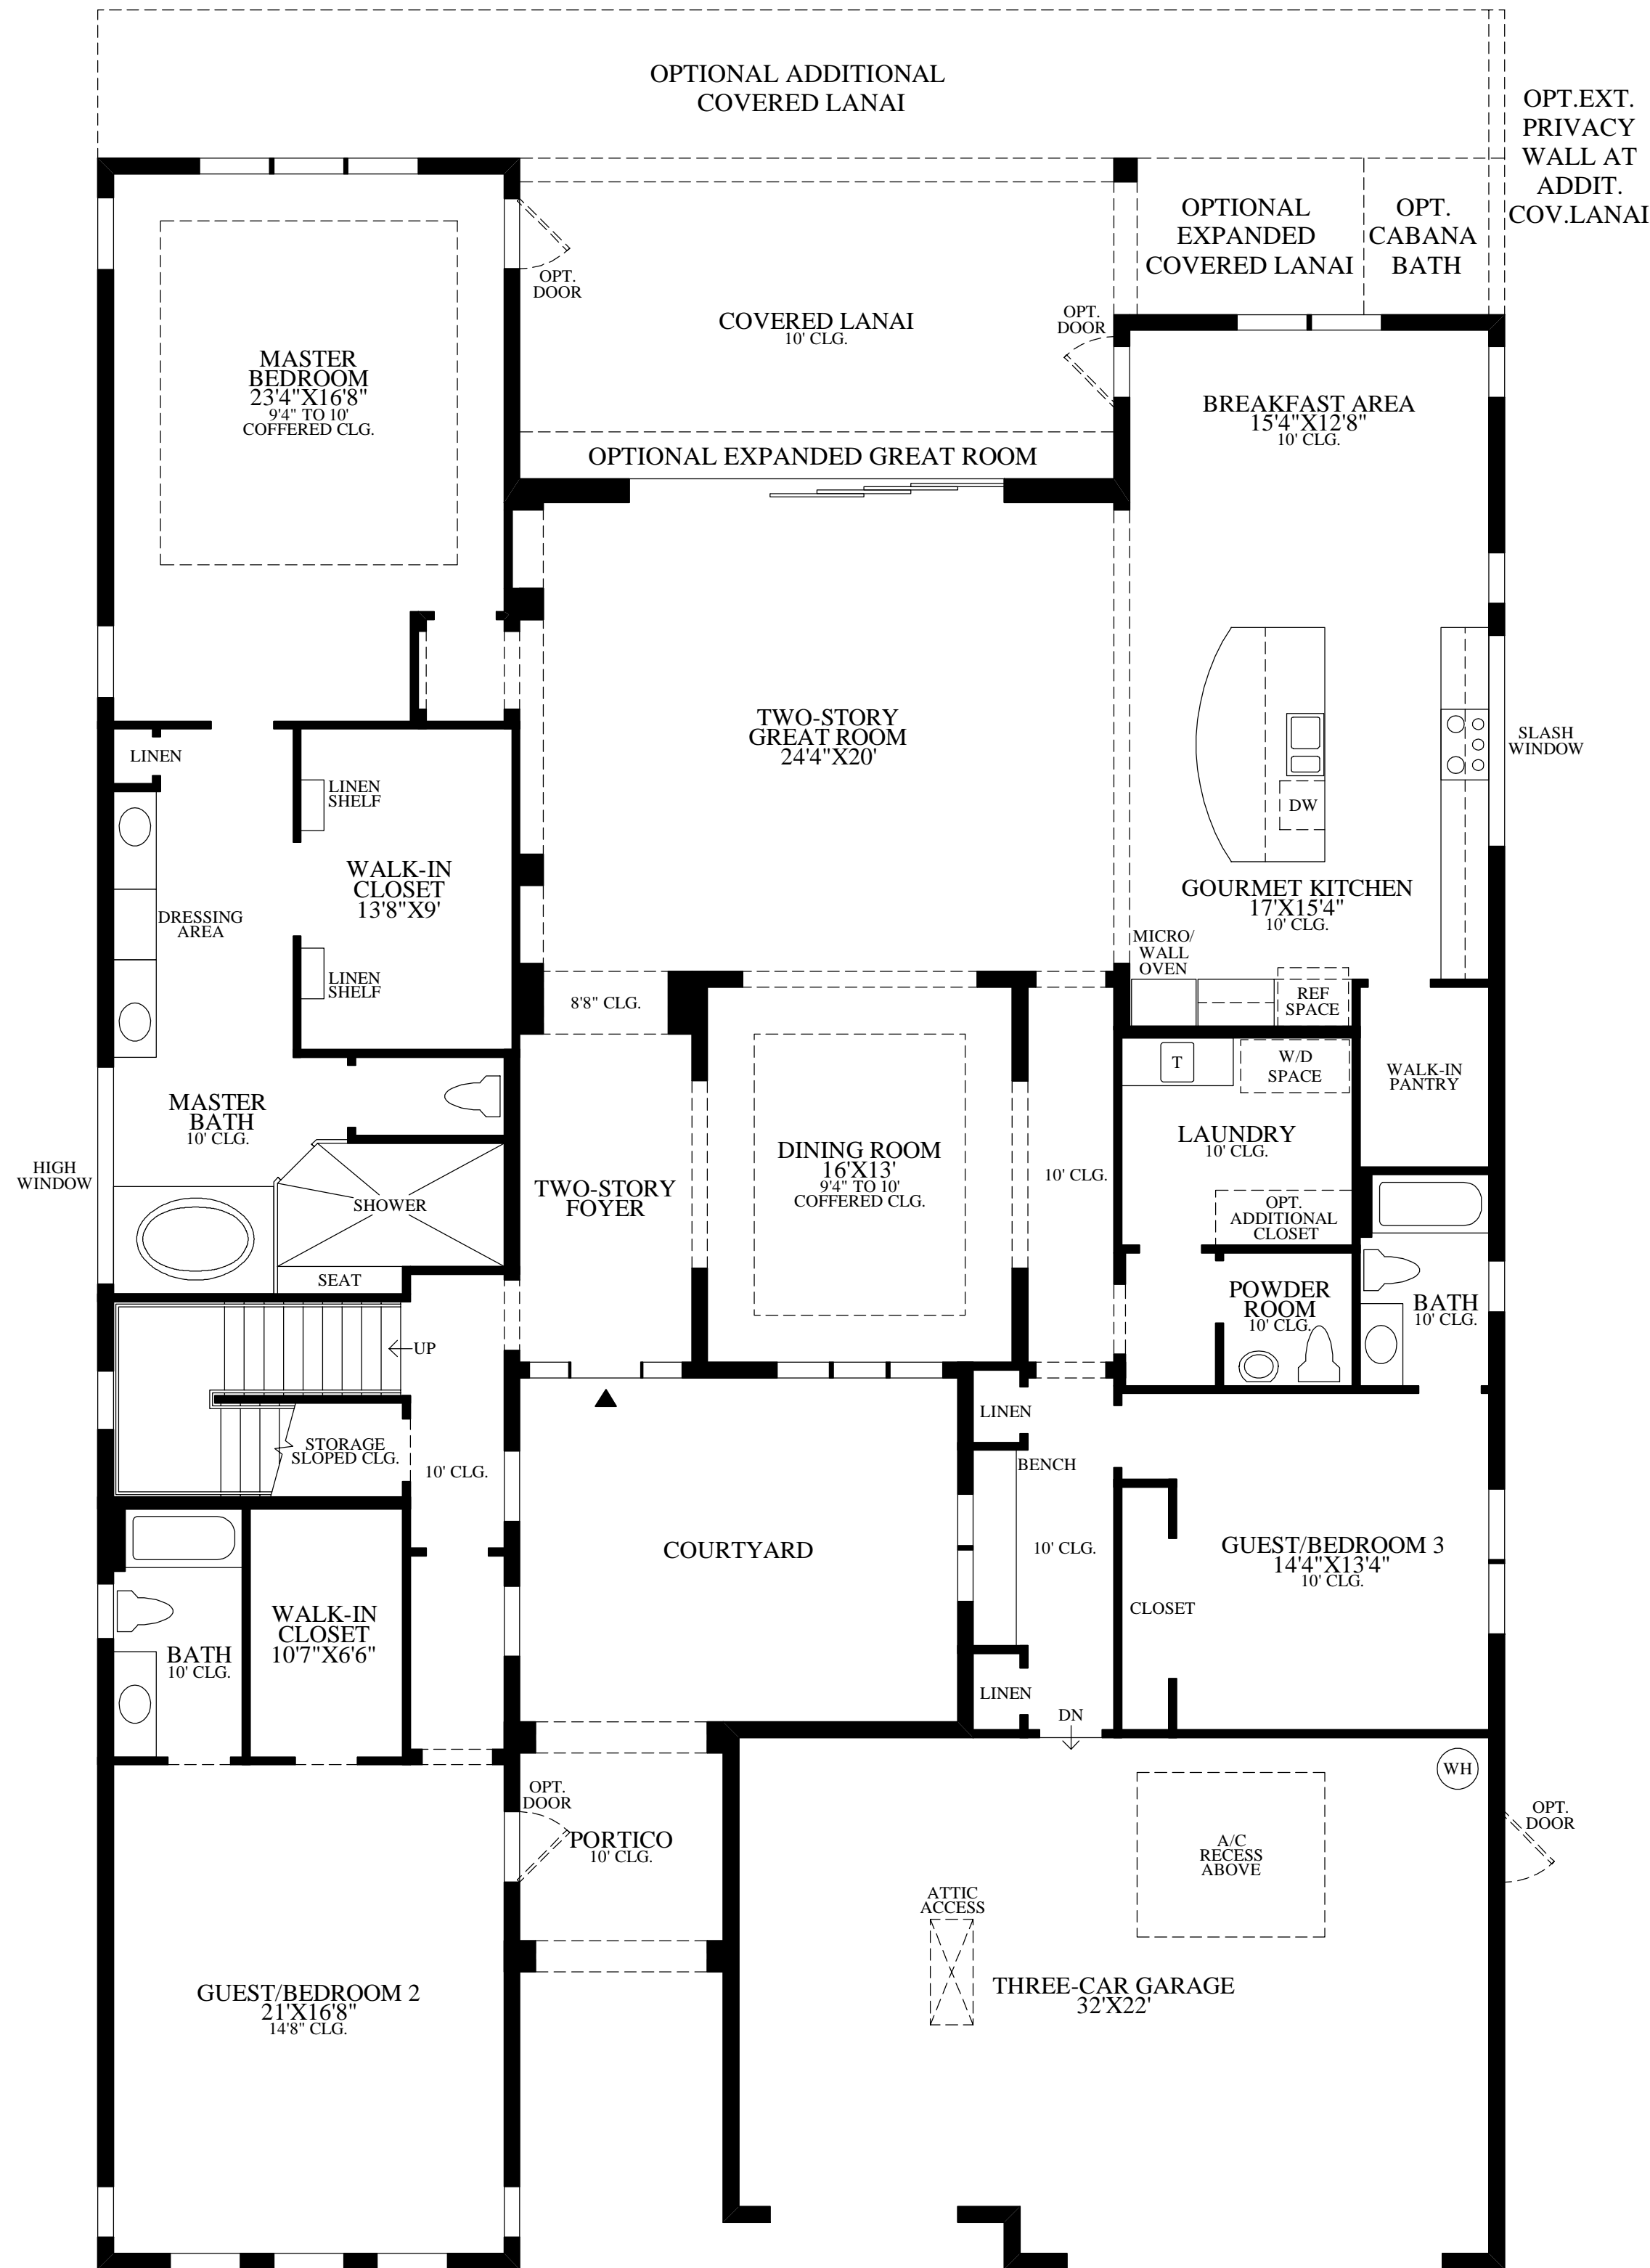 OPTIONAL ADDITIONAL
COVERED LANAI
OPT.EXT.
PRIVACY
WALL AT
ADDIT.
COV.LANAI
OPTIONAL
EXPANDED
COVERED LANAI
OPT.
CABANA
BATH
OPT.
DOOR
COVERED LANAI
10' CLG.
OPT.
DOOR
MASTER
BEDROOM
23'4"X16'8"
9'4" TO 10'
COFFERED CLG.
BREAKFAST AREA
15'4"X12'8"
10' CLG.
OPTIONAL EXPANDED GREAT ROOM
TWO-STORY
GREAT ROOM
24'4"X20'
SLASH
WINDOW
LINEN
LINEN
SHELF
DW
WALK-IN
CLOSET
13'8"X9'
GOURMET KITCHEN
17'X15'4"
10' CLG.
DRESSING
AREA
MICRO/
WALL
OVEN
LINEN
SHELF
8'8" CLG.
REF
SPACE
T
W/D
SPACE
WALK-IN
PANTRY
MASTER
BATH
10' CLG.
LAUNDRY
10' CLG.
DINING ROOM
16'X13'
9'4" TO 10'
COFFERED CLG.
10' CLG.
HIGH
WINDOW
TWO-STORY
FOYER
SHOWER
OPT.
ADDITIONAL
CLOSET
SEAT
POWDER
ROOM
10' CLG.
BATH
10' CLG.
UP
LINEN
STORAGE
SLOPED CLG.
10' CLG.
BENCH
COURTYARD
10' CLG.
GUEST/BEDROOM 3
14'4"X13'4"
10' CLG.
CLOSET
WALK-IN
CLOSET
10'7"X6'6"
BATH
10' CLG.
LINEN
DN
WH
OPT.
DOOR
PORTICO
10' CLG.
OPT.
DOOR
A/C
RECESS
ABOVE
ATTIC
ACCESS
GUEST/BEDROOM 2
21'X16'8"
14'8" CLG.
THREE-CAR GARAGE
32'X22'